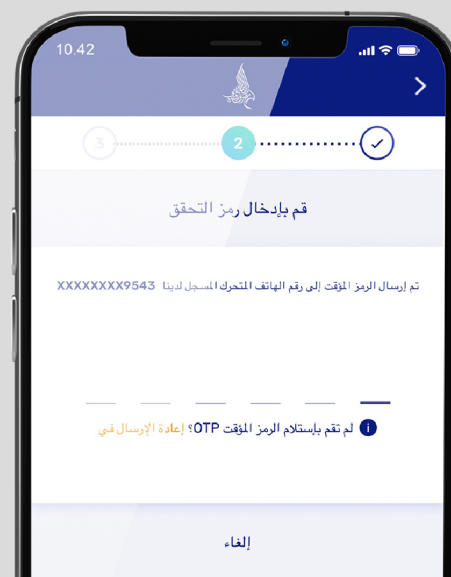 10.42
3
2
قم بإدخال رمز التحقق
تم إرسال الرمز المؤقت إلى رقم الهاتف المتحرك المسجل لدينا XXXXXXXX9543
لم تقم بإستلام الرمز المؤقت OTP؟ إعادة الإرسال في
إلغاء